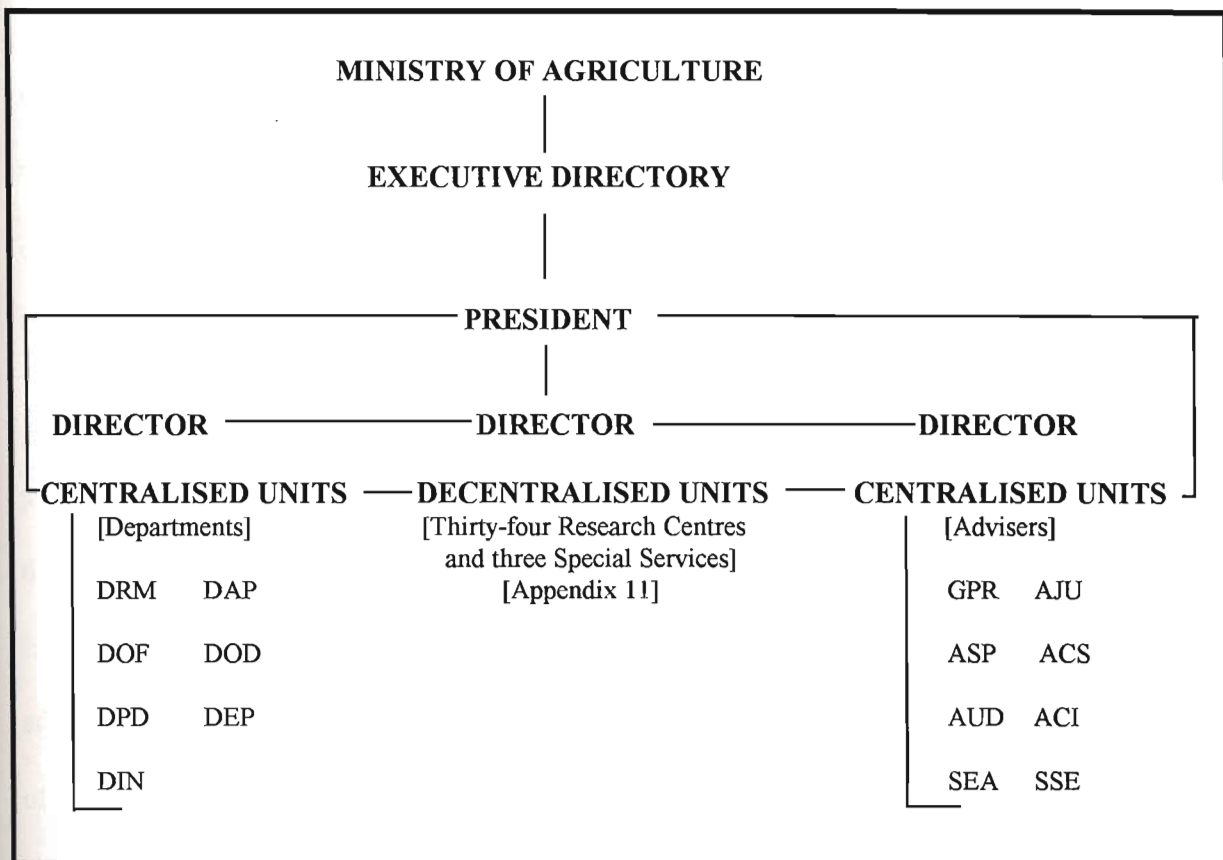 MINISTRY OF AGRICULTURE
EXECUTIVE DIRECTORY
PRESIDENT
DIRECTOR DIRECTOR DIRECTOR
CENTRALISED UNITS DECENTRALISED UNITS CENTRALISED UNITS
[Departments] [Thirty-four Research Centres [Advisers]
and three Special Services]
DRM DAP [Appendix 11] GPR AJU
DOF DOD ASP ACS
DPD DEP AUD ACI
DIN SEA SSE